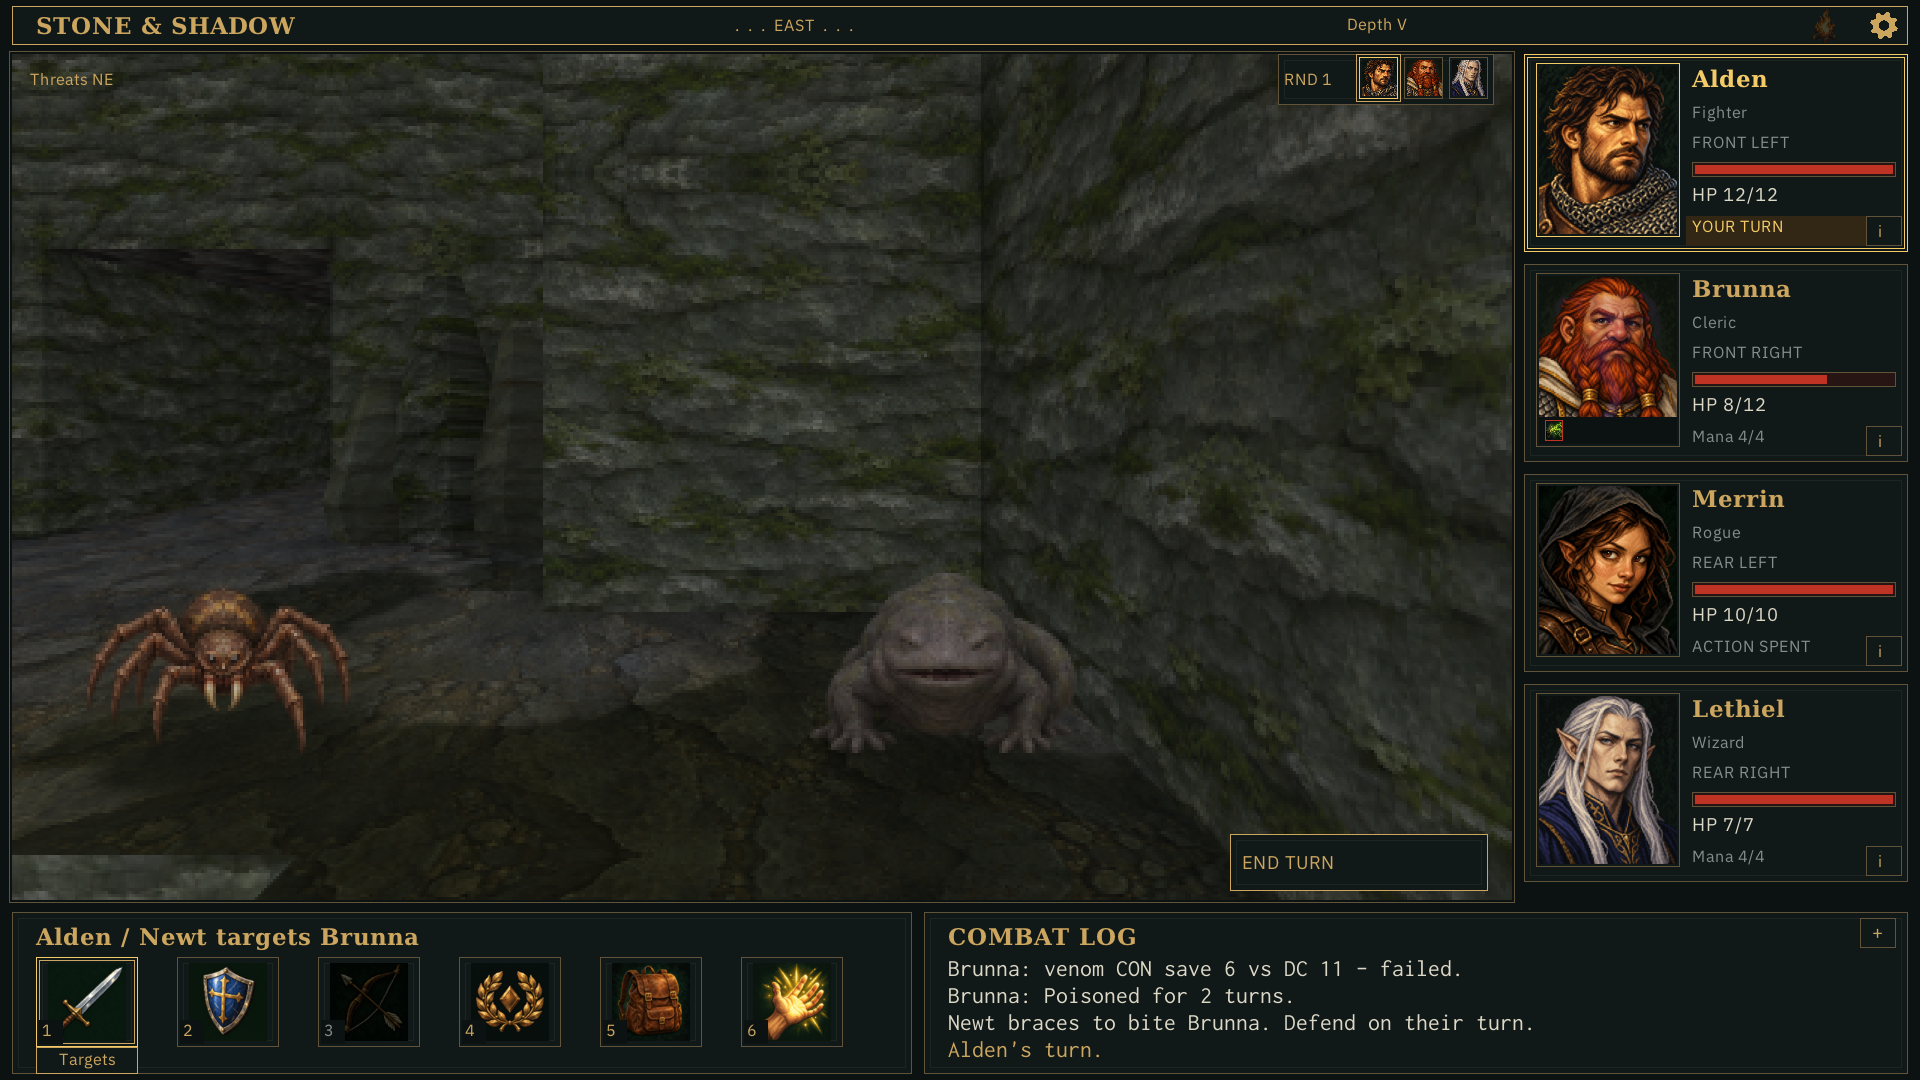 STONE & SHADOW
. . . EAST . . .
Depth V
Threats NE
RND 1
Alden
Fighter
FRONT LEFT
HP 12/12
YOUR TURN
i
Brunna
Cleric
FRONT RIGHT
HP 8/12
Mana 4/4
i
Merrin
Rogue
REAR LEFT
HP 10/10
ACTION SPENT
i
Lethiel
Wizard
REAR RIGHT
HP 7/7
Mana 4/4
i
END TURN
Alden / Newt targets Brunna
1
2
3
4
5
6
Targets
COMBAT LOG
+
Brunna: venom CON save 6 vs DC 11 – failed.
Brunna: Poisoned for 2 turns.
Newt braces to bite Brunna. Defend on their turn.
Alden's turn.